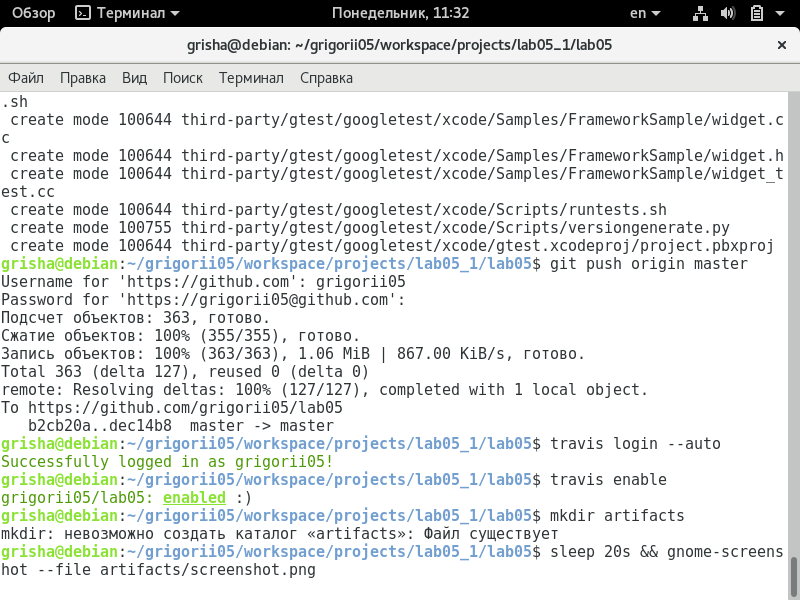 Обзор Терминал Понедельник, 11:32 en
grisha@debian: ~/grigorii05/workspace/projects/lab05_1/lab05 ×
Файл Правка Вид Поиск Терминал Справка
.sh
 create mode 100644 third-party/gtest/googletest/xcode/Samples/FrameworkSample/widget.c
c
 create mode 100644 third-party/gtest/googletest/xcode/Samples/FrameworkSample/widget.h
 create mode 100644 third-party/gtest/googletest/xcode/Samples/FrameworkSample/widget_t
est.cc
 create mode 100644 third-party/gtest/googletest/xcode/Scripts/runtests.sh
 create mode 100755 third-party/gtest/googletest/xcode/Scripts/versiongenerate.py
 create mode 100644 third-party/gtest/googletest/xcode/gtest.xcodeproj/project.pbxproj
grisha@debian:~/grigorii05/workspace/projects/lab05_1/lab05$ git push origin master
Username for 'https://github.com': grigorii05
Password for 'https://grigorii05@github.com':
Подсчет объектов: 363, готово.
Сжатие объектов: 100% (355/355), готово.
Запись объектов: 100% (363/363), 1.06 MiB | 867.00 KiB/s, готово.
Total 363 (delta 127), reused 0 (delta 0)
remote: Resolving deltas: 100% (127/127), completed with 1 local object.
To https://github.com/grigorii05/lab05
   b2cb20a..dec14b8  master -> master
grisha@debian:~/grigorii05/workspace/projects/lab05_1/lab05$ travis login --auto
Successfully logged in as grigorii05!
grisha@debian:~/grigorii05/workspace/projects/lab05_1/lab05$ travis enable
grigorii05/lab05: enabled :)
grisha@debian:~/grigorii05/workspace/projects/lab05_1/lab05$ mkdir artifacts
mkdir: невозможно создать каталог «artifacts»: Файл существует
grisha@debian:~/grigorii05/workspace/projects/lab05_1/lab05$ sleep 20s && gnome-screens
hot --file artifacts/screenshot.png